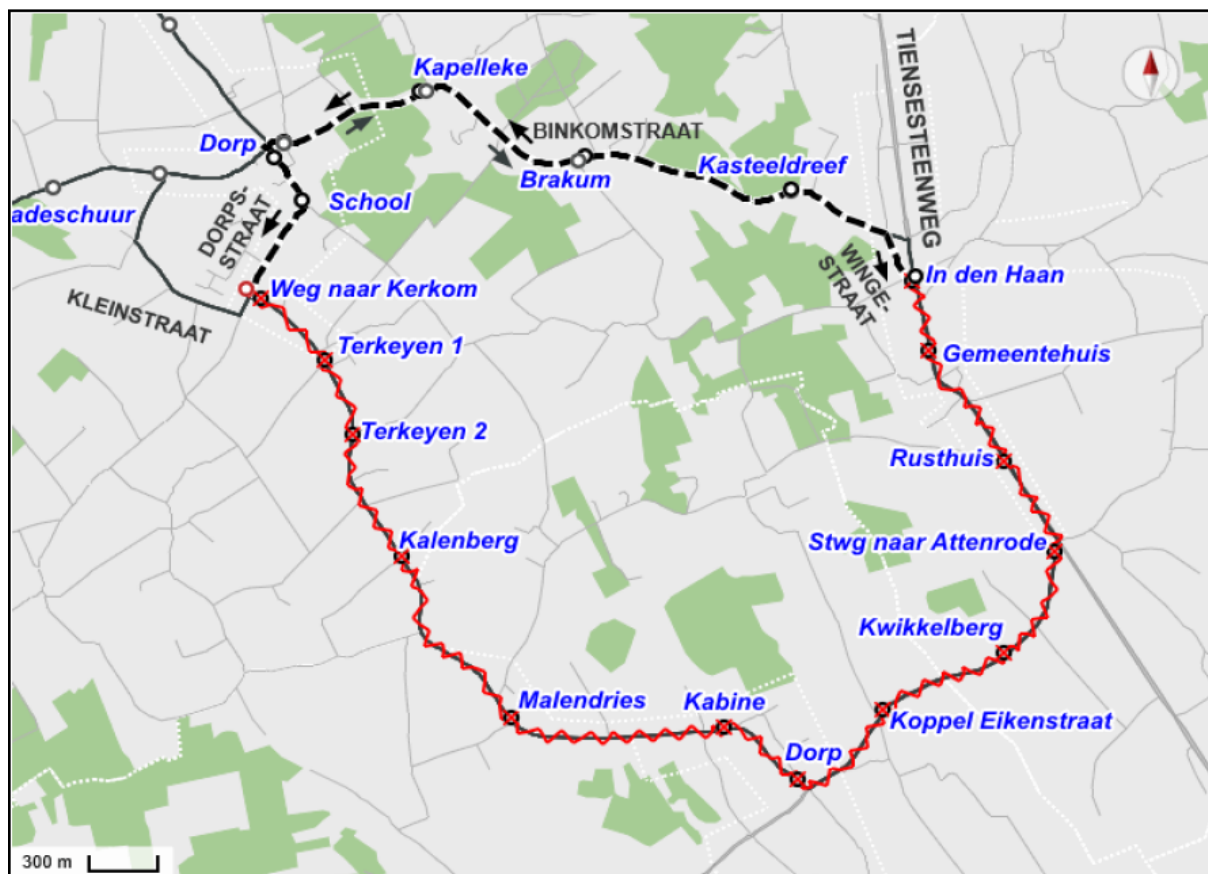 Kapelleke
TIENSESTEENWEG
BINKOMSTRAAT
Dorp
Brakum
Kasteeldreef
School
adeschuur
DORPS-
STRAAT
WINGE-
STRAAT
In den Haan
Weg naar Kerkom
KLEINSTRAAT
Terkeyen 1
Gemeentehuis
Terkeyen 2
Rusthuis
Kalenberg
Stwg naar Attenrode
Kwikkelberg
Malendries
Kabine
Koppel Eikenstraat
Dorp
300 m